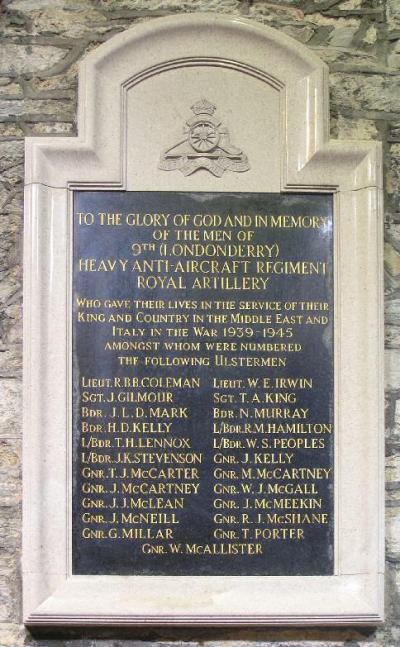 TO THE GLORY OF GOD AND IN MEMORY
OF THE MEN OF
9TH (LONDONDERRY)
HEAVY ANTI-AIRCRAFT REGIMENT
ROYAL ARTILLERY
WHO GAVE THEIR LIVES IN THE SERVICE OF THEIR
KING AND COUNTRY IN THE MIDDLE EAST AND
ITALY IN THE WAR 1939-1945
AMONGST WHOM WERE NUMBERED
THE FOLLOWING ULSTERMEN
LIEUT. R.B.B. COLEMAN LIEUT. W. E. IRWIN
SGT. J. GILMOUR SGT. T. A. KING
BDR. J. L. D. MARK BDR. N. MURRAY
BDR. H. D. KELLY L/BDR. R.M. HAMILTON
L/BDR. T. H. LENNOX L/BDR. W. S. PEOPLES
L/BDR. J.K. STEVENSON GNR. J. KELLY
GNR. T. J. MCCARTER GNR. M. MCCARTNEY
GNR. J. MCCARTNEY GNR. W. J. MCGALL
GNR. J. J. MCLEAN GNR. J. MCMEEKIN
GNR. J. MCNEILL GNR. R. J. MCSHANE
GNR. G. MILLAR GNR. T. PORTER
GNR. W. MCALLISTER